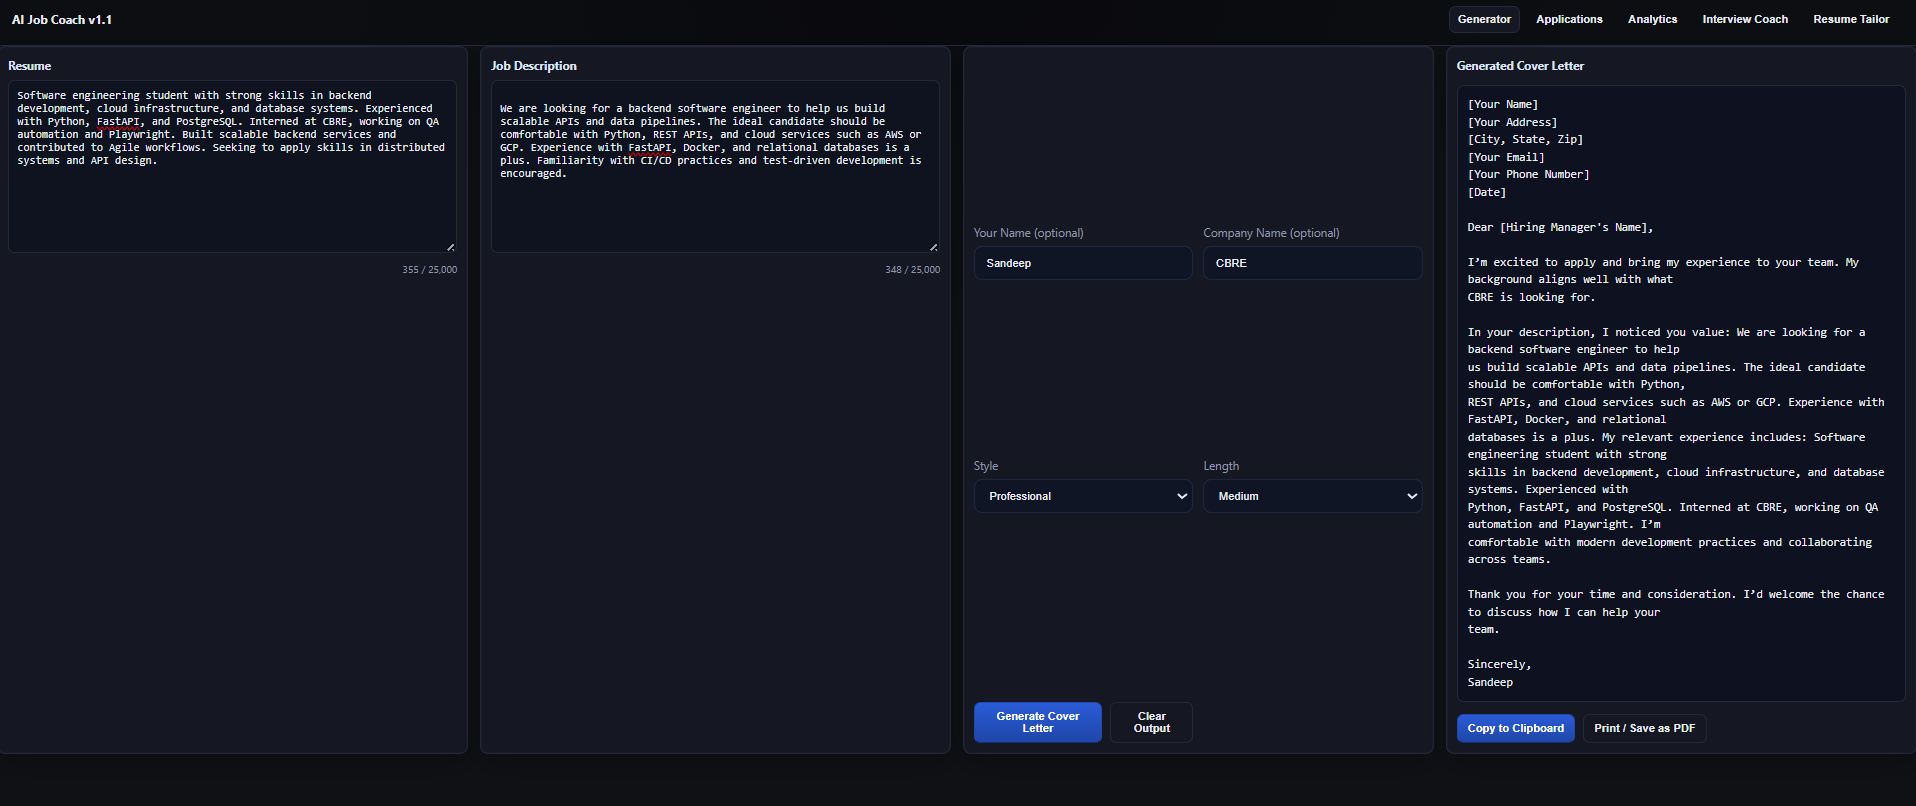 AI Job Coach v1.1
Generator
Applications
Analytics
Interview Coach
Resume Tailor
Resume
Software engineering student with strong skills in backend
development, cloud infrastructure, and database systems. Experienced
with Python, FastAPI, and PostgreSQL. Interned at CBRE, working on QA
automation and Playwright. Built scalable backend services and
contributed to Agile workflows. Seeking to apply skills in distributed
systems and API design.
355 / 25,000
Job Description
We are looking for a backend software engineer to help us build
scalable APIs and data pipelines. The ideal candidate should be
comfortable with Python, REST APIs, and cloud services such as AWS or
GCP. Experience with FastAPI, Docker, and relational databases is a
plus. Familiarity with CI/CD practices and test-driven development is
encouraged.
348 / 25,000
Your Name (optional)
Sandeep
Company Name (optional)
CBRE
Style
Professional
Length
Medium
Generate Cover
Letter
Clear
Output
Generated Cover Letter
[Your Name]
[Your Address]
[City, State, Zip]
[Your Email]
[Your Phone Number]
[Date]
Dear [Hiring Manager's Name],
I’m excited to apply and bring my experience to your team. My
background aligns well with what
CBRE is looking for.
In your description, I noticed you value: We are looking for a
backend software engineer to help
us build scalable APIs and data pipelines. The ideal candidate
should be comfortable with Python,
REST APIs, and cloud services such as AWS or GCP. Experience with
FastAPI, Docker, and relational
databases is a plus. My relevant experience includes: Software
engineering student with strong
skills in backend development, cloud infrastructure, and database
systems. Experienced with
Python, FastAPI, and PostgreSQL. Interned at CBRE, working on QA
automation and Playwright. I’m
comfortable with modern development practices and collaborating
across teams.
Thank you for your time and consideration. I’d welcome the chance
to discuss how I can help your
team.
Sincerely,
Sandeep
Copy to Clipboard
Print / Save as PDF